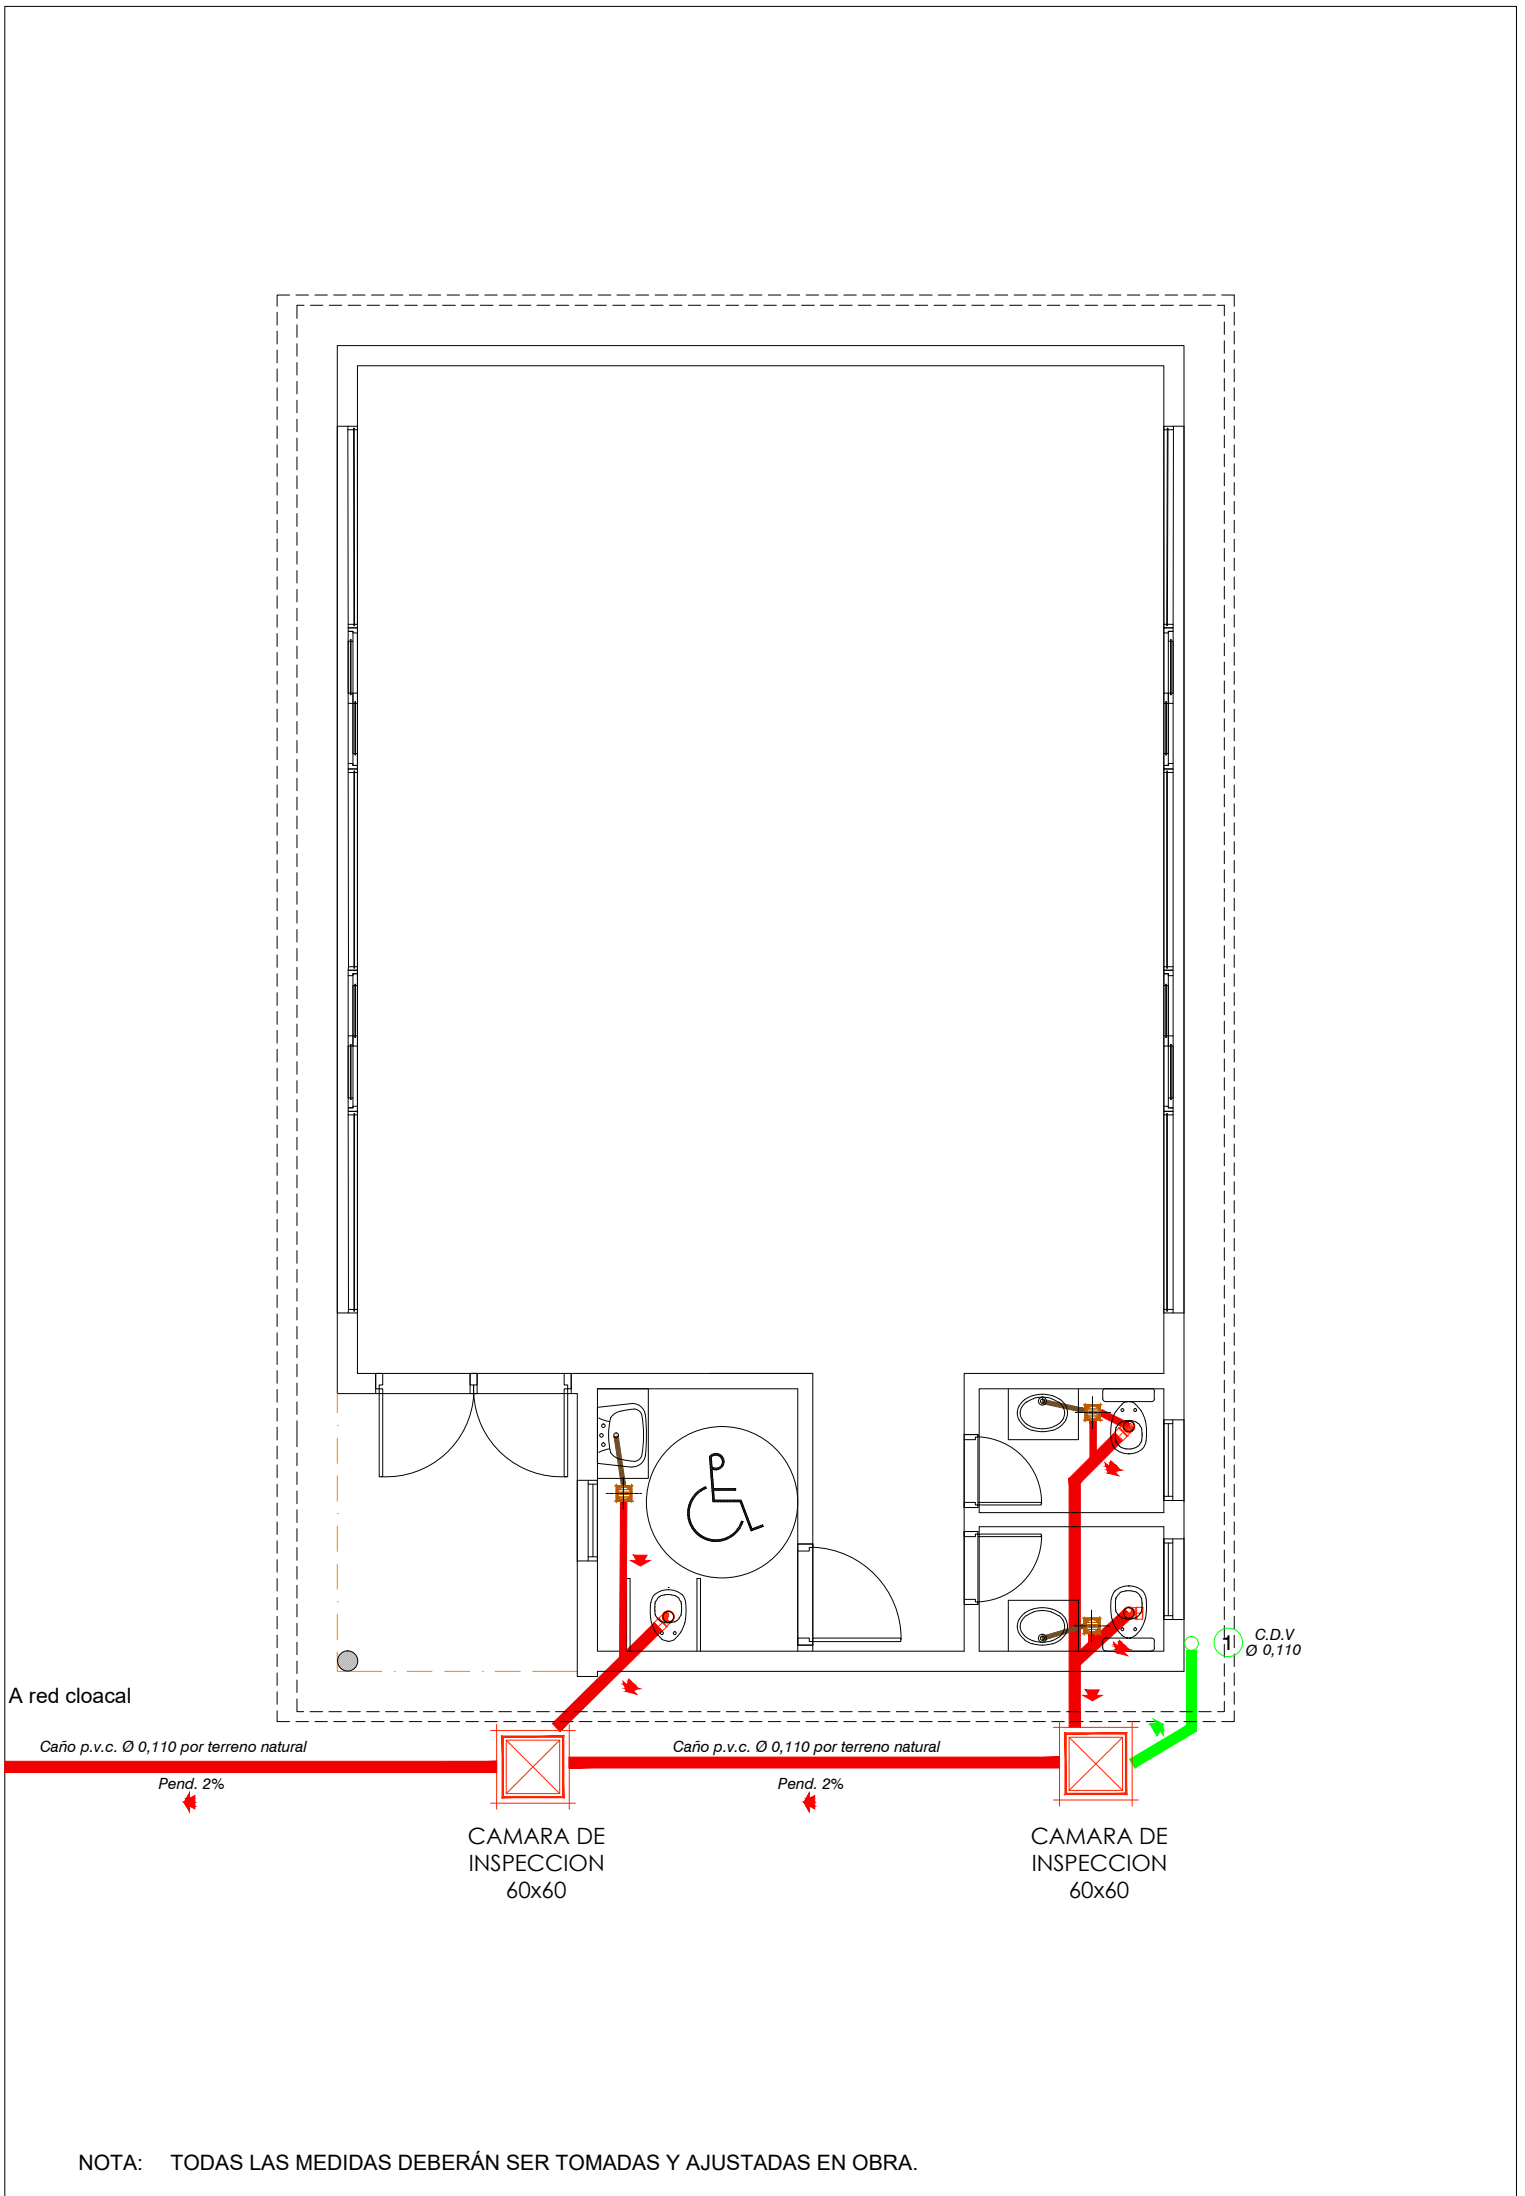 1
C.D.V
Ø 0,110
A red cloacal
Caño p.v.c. Ø 0,110 por terreno natural
Pend. 2%
Caño p.v.c. Ø 0,110 por terreno natural
Pend. 2%
CAMARA DE
INSPECCION
60x60
CAMARA DE
INSPECCION
60x60
NOTA: TODAS LAS MEDIDAS DEBERÁN SER TOMADAS Y AJUSTADAS EN OBRA.